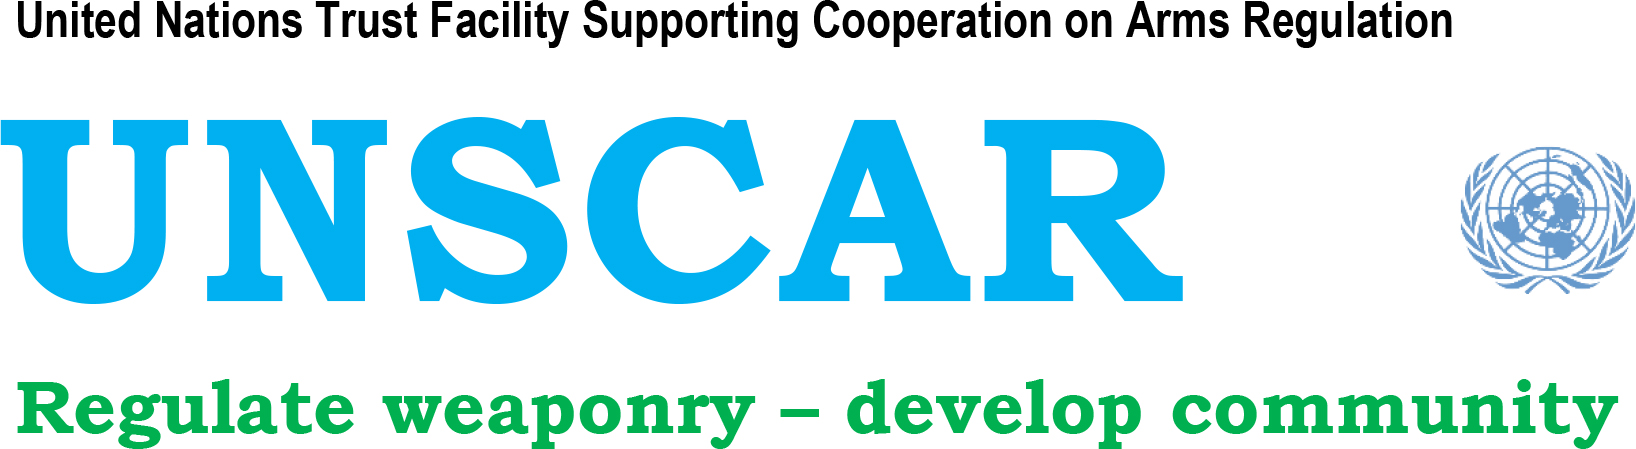 United Nations Trust Facility Supporting Cooperation on Arms Regulation
UNSCAR
Regulate weaponry – develop community